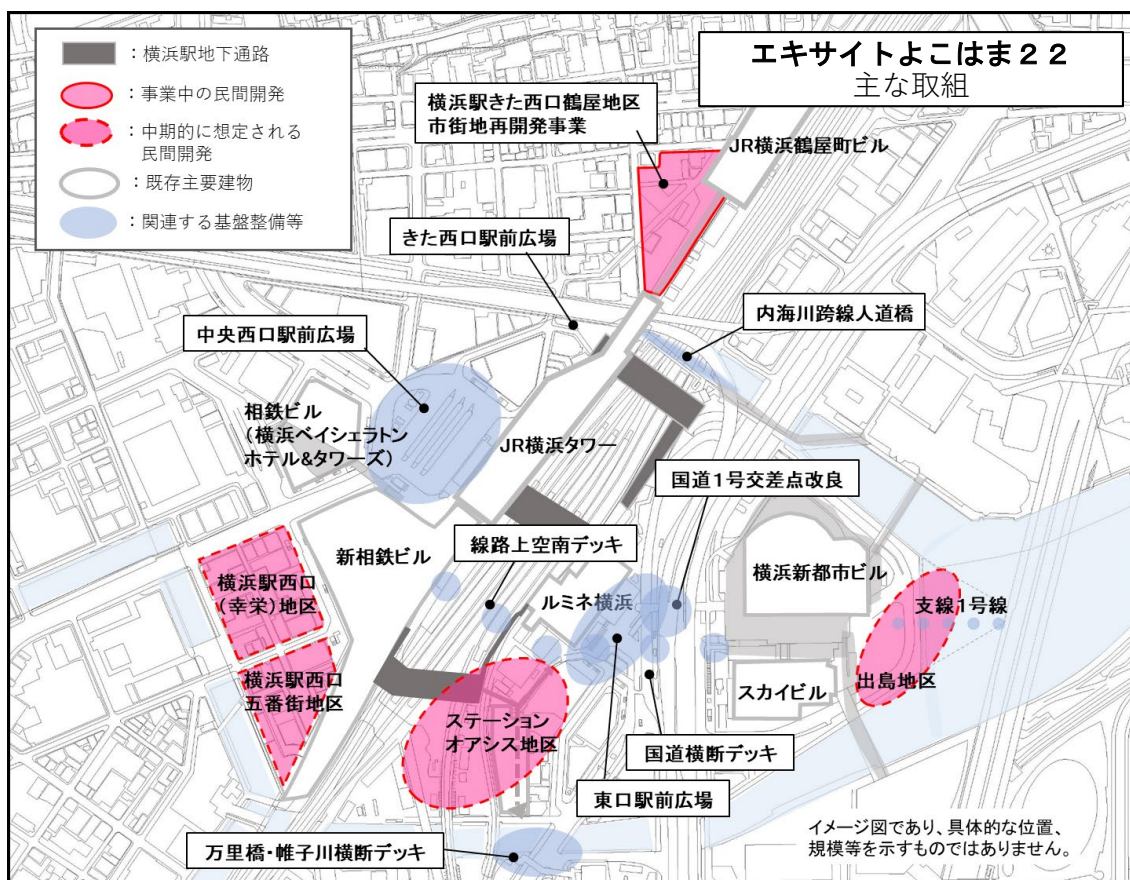 エキサイトよこはま22
主な取組
:横浜駅地下通路
:事業中の民間開発
:中期的に想定される
民間開発
:既存主要建物
:関連する基盤整備等
横浜駅きた西口鶴屋地区
市街地再開発事業
JR横浜鶴屋町ビル
きた西口駅前広場
内海川跨線人道橋
中央西口駅前広場
相鉄ビル
(横浜ベイシェラトン
ホテル&タワーズ)
JR横浜タワー
国道1号交差点改良
線路上空南デッキ
新相鉄ビル
横浜新都市ビル
横浜駅西口
(幸栄)地区
ルミネ横浜
支線1号線
横浜駅西口
五番街地区
出島地区
スカイビル
ステーション
オアシス地区
国道横断デッキ
東口駅前広場
万里橋・帷子川横断デッキ
イメージ図であり、具体的な位置、
規模等を示すものではありません。